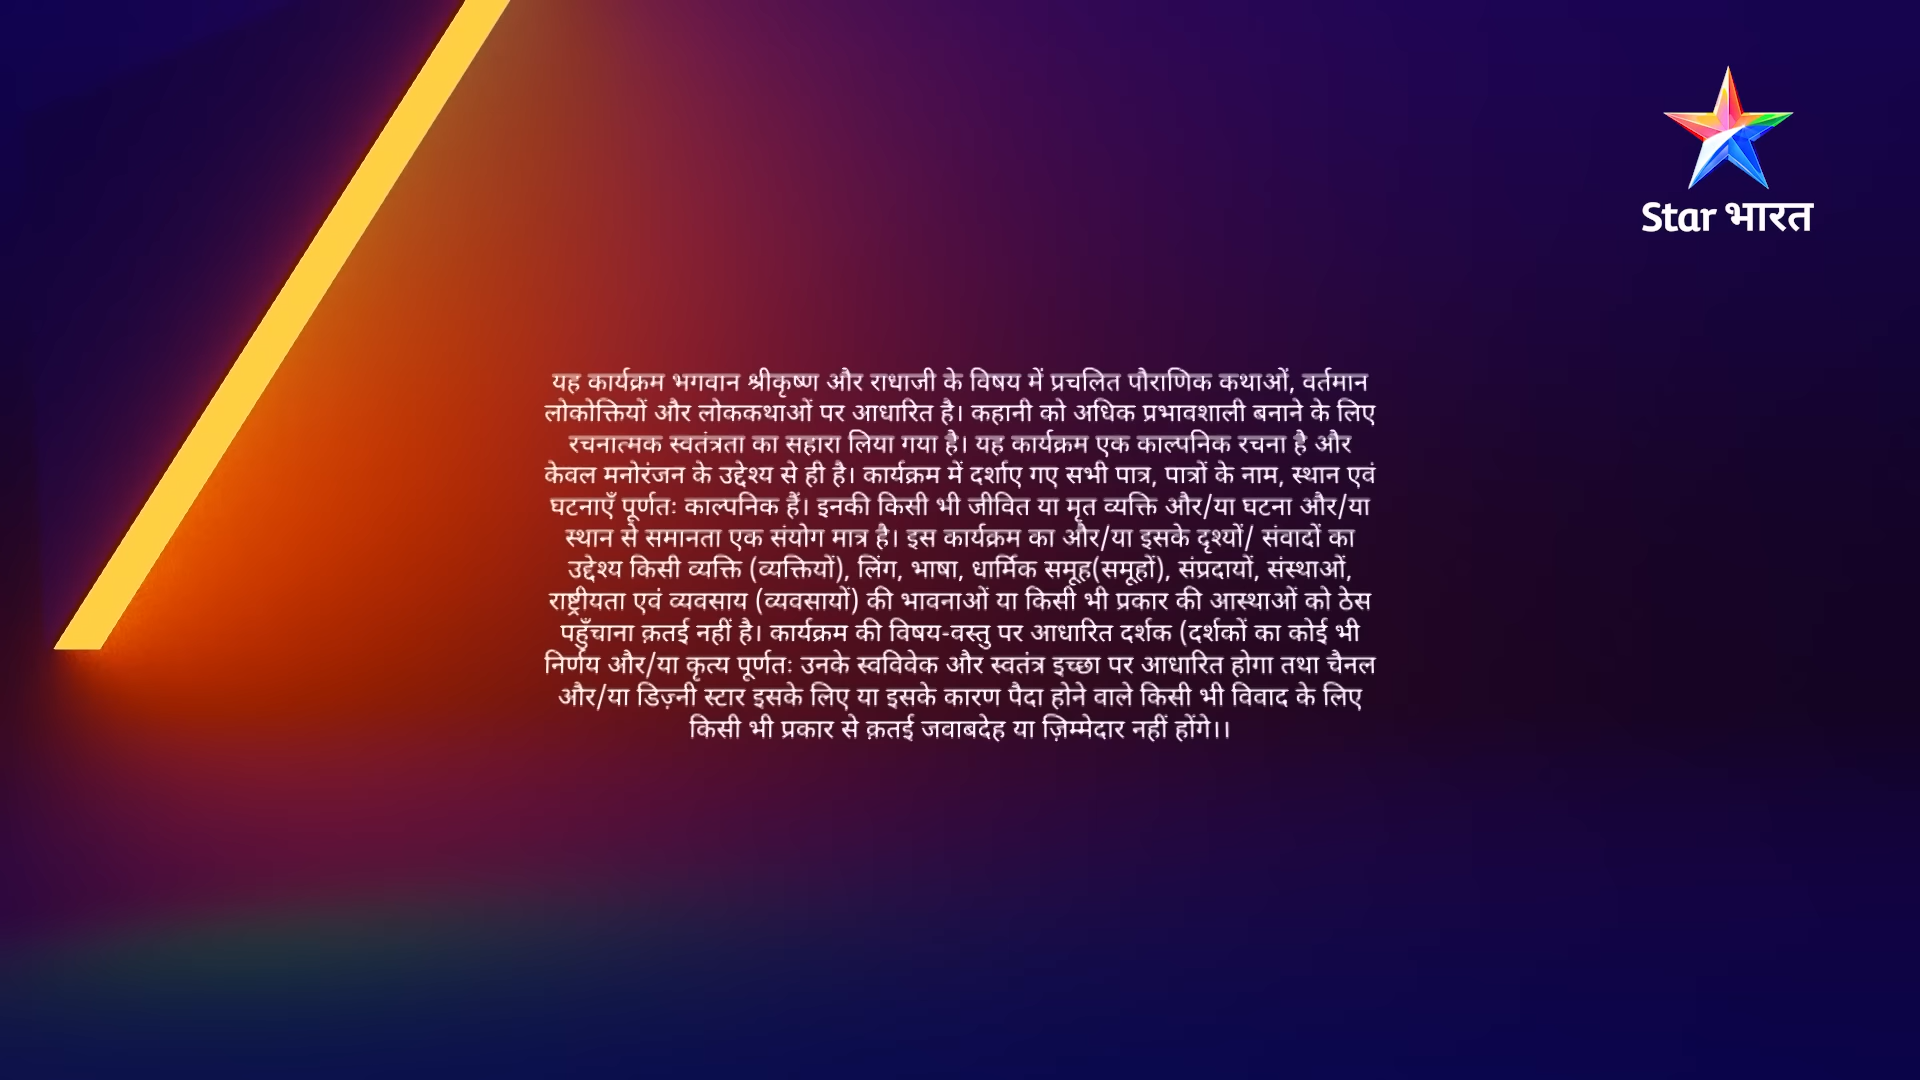 Star भारत
यह कार्यक्रम भगवान श्रीकृष्ण और राधाजी के विषय में प्रचलित पौराणिक कथाओं, वर्तमान
लोकोक्तियों और लोककथाओं पर आधारित है। कहानी को अधिक प्रभावशाली बनाने के लिए
रचनात्मक स्वतंत्रता का सहारा लिया गया है। यह कार्यक्रम एक काल्पनिक रचना है और
केवल मनोरंजन के उद्देश्य से ही है। कार्यक्रम में दर्शाए गए सभी पात्र, पात्रों के नाम, स्थान एवं
घटनाएँ पूर्णतः काल्पनिक हैं। इनकी किसी भी जीवित या मृत व्यक्ति और/या घटना और/या
स्थान से समानता एक संयोग मात्र है। इस कार्यक्रम का और/या इसके दृश्यों/ संवादों का
उद्देश्य किसी व्यक्ति (व्यक्तियों), लिंग, भाषा, धार्मिक समूह(समूहों), संप्रदायों, संस्थाओं,
राष्ट्रीयता एवं व्यवसाय (व्यवसायों) की भावनाओं या किसी भी प्रकार की आस्थाओं को ठेस
पहुँचाना क़तई नहीं है। कार्यक्रम की विषय-वस्तु पर आधारित दर्शक (दर्शकों का कोई भी
निर्णय और/या कृत्य पूर्णतः उनके स्वविवेक और स्वतंत्र इच्छा पर आधारित होगा तथा चैनल
और/या डिज़्नी स्टार इसके लिए या इसके कारण पैदा होने वाले किसी भी विवाद के लिए
किसी भी प्रकार से क़तई जवाबदेह या ज़िम्मेदार नहीं होंगे।।